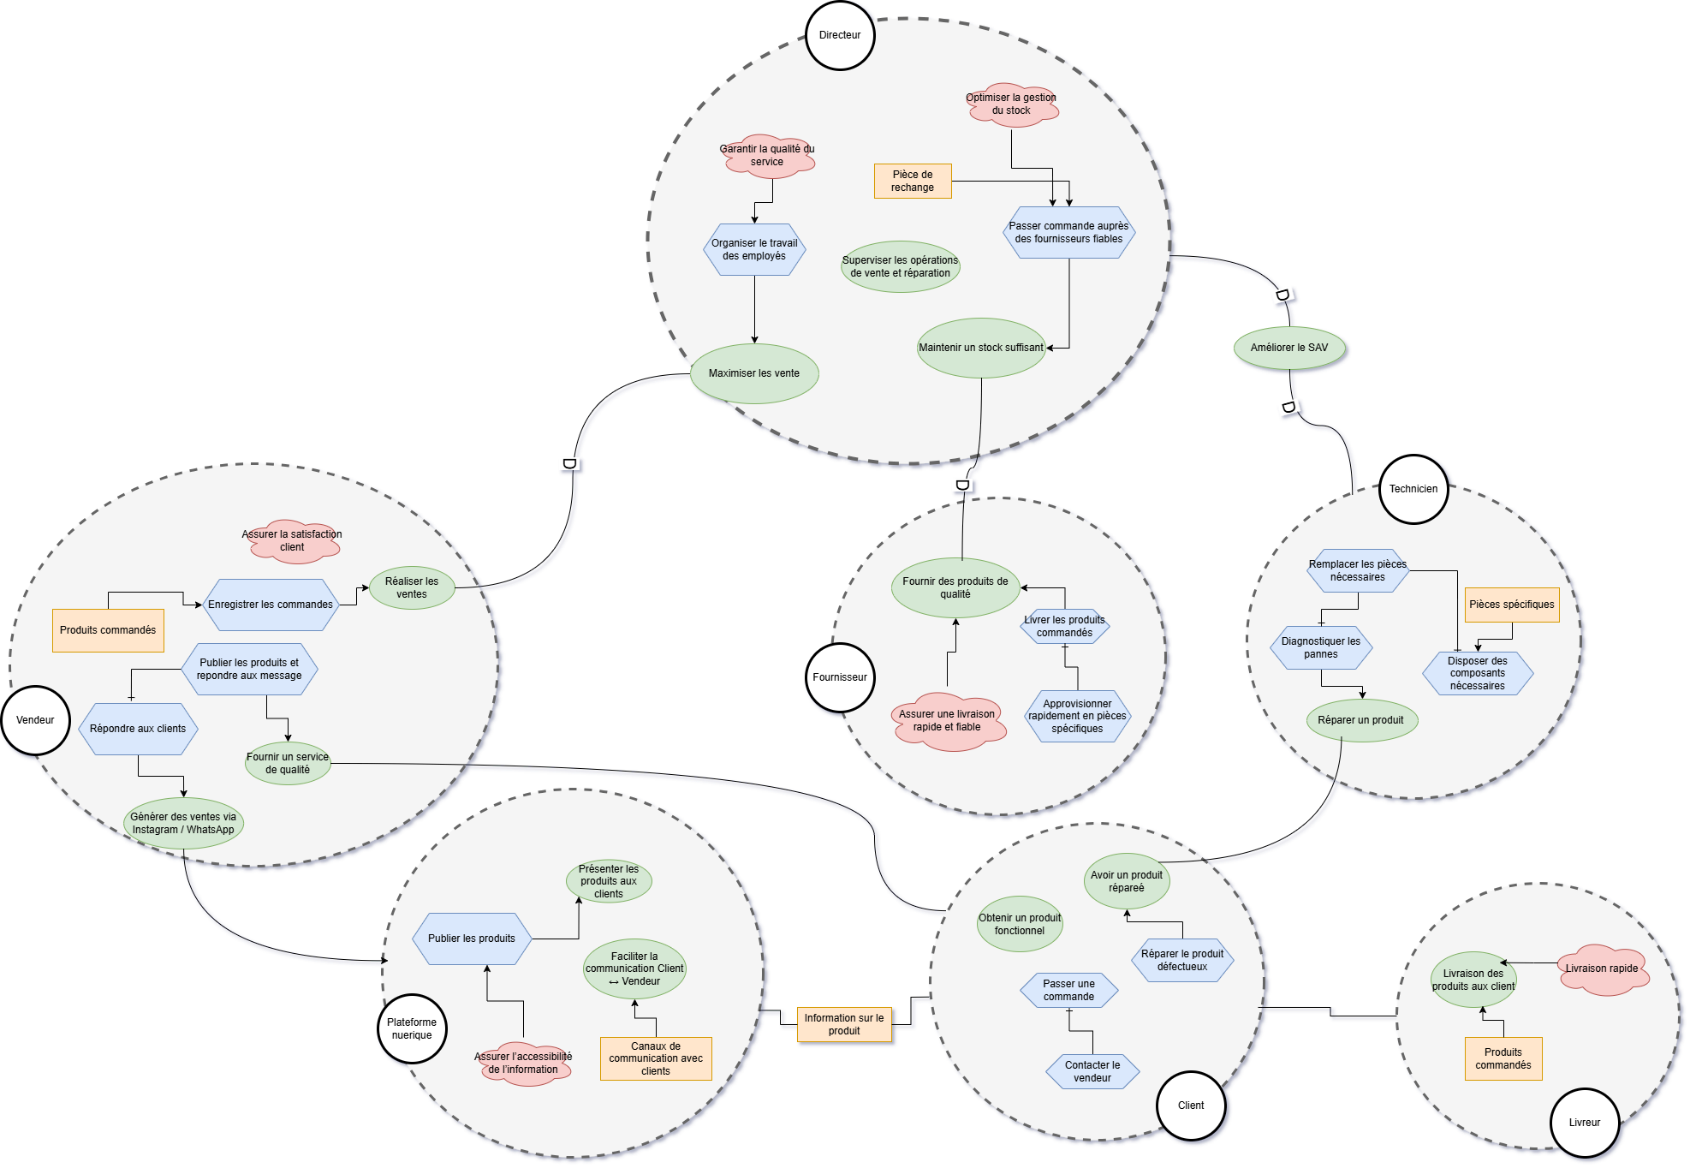 Directeur
Optimiser la gestion
du stock
Garantir la qualité du
service
Pièce de
rechange
Passer commande auprès
des fournisseurs fiables
Organiser le travail
des employés
Superviser les opérations
de vente et réparation
Maintenir un stock suffisant
Maximiser les vente
D
Améliorer le SAV
D
D
D
Technicien
Remplacer les pièces
nécessaires
Pièces spécifiques
Diagnostiquer les
pannes
Disposer des
composants
nécessaires
Réparer un produit
Assurer la satisfaction
client
Réaliser les
ventes
Enregistrer les commandes
Produits commandés
Publier les produits et
repondre aux message
Vendeur
Répondre aux clients
Fournir un service
de qualité
Générer des ventes via
Instagram / WhatsApp
Fournir des produits de
qualité
Livrer les produits
commandés
Fournisseur
Assurer une livraison
rapide et fiable
Approvisionner
rapidement en pièces
spécifiques
Présenter les
produits aux
clients
Publier les produits
Faciliter la
communication Client
↔ Vendeur
Plateforme
nuerique
Assurer l'accessibilité
de l'information
Canaux de
communication avec
clients
Information sur le
produit
Avoir un produit
répareé
Obtenir un produit
fonctionnel
Réparer le produit
défectueux
Passer une
commande
Contacter le
vendeur
Client
Livraison des
produits aux client
Livraison rapide
Produits
commandés
Livreur